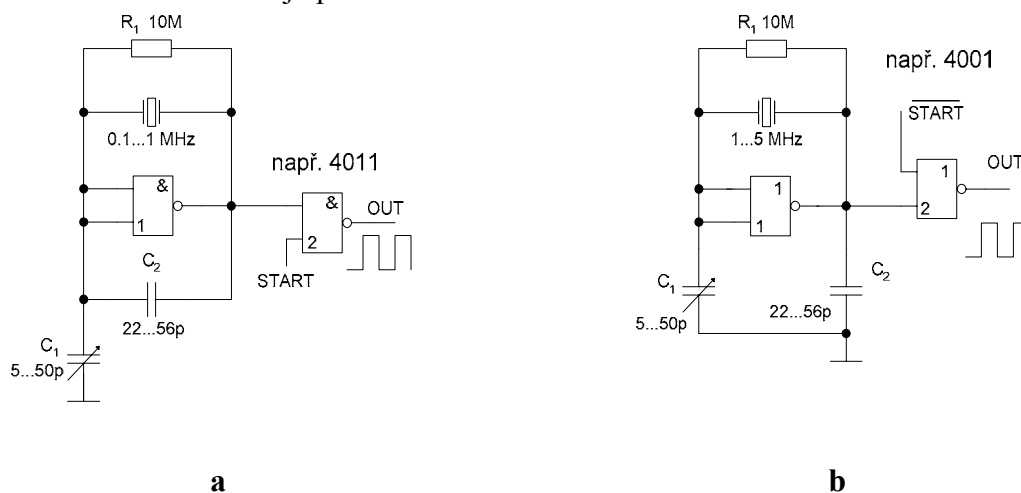 R1 10M
0.1...1 MHz
např. 4011
&
1
&
2
OUT
START
C2
22...56p
C1
5...50p
a
R1 10M
např. 4001
START
1...5 MHz
1
1
1
2
OUT
C1
5...50p
C2
22...56p
b